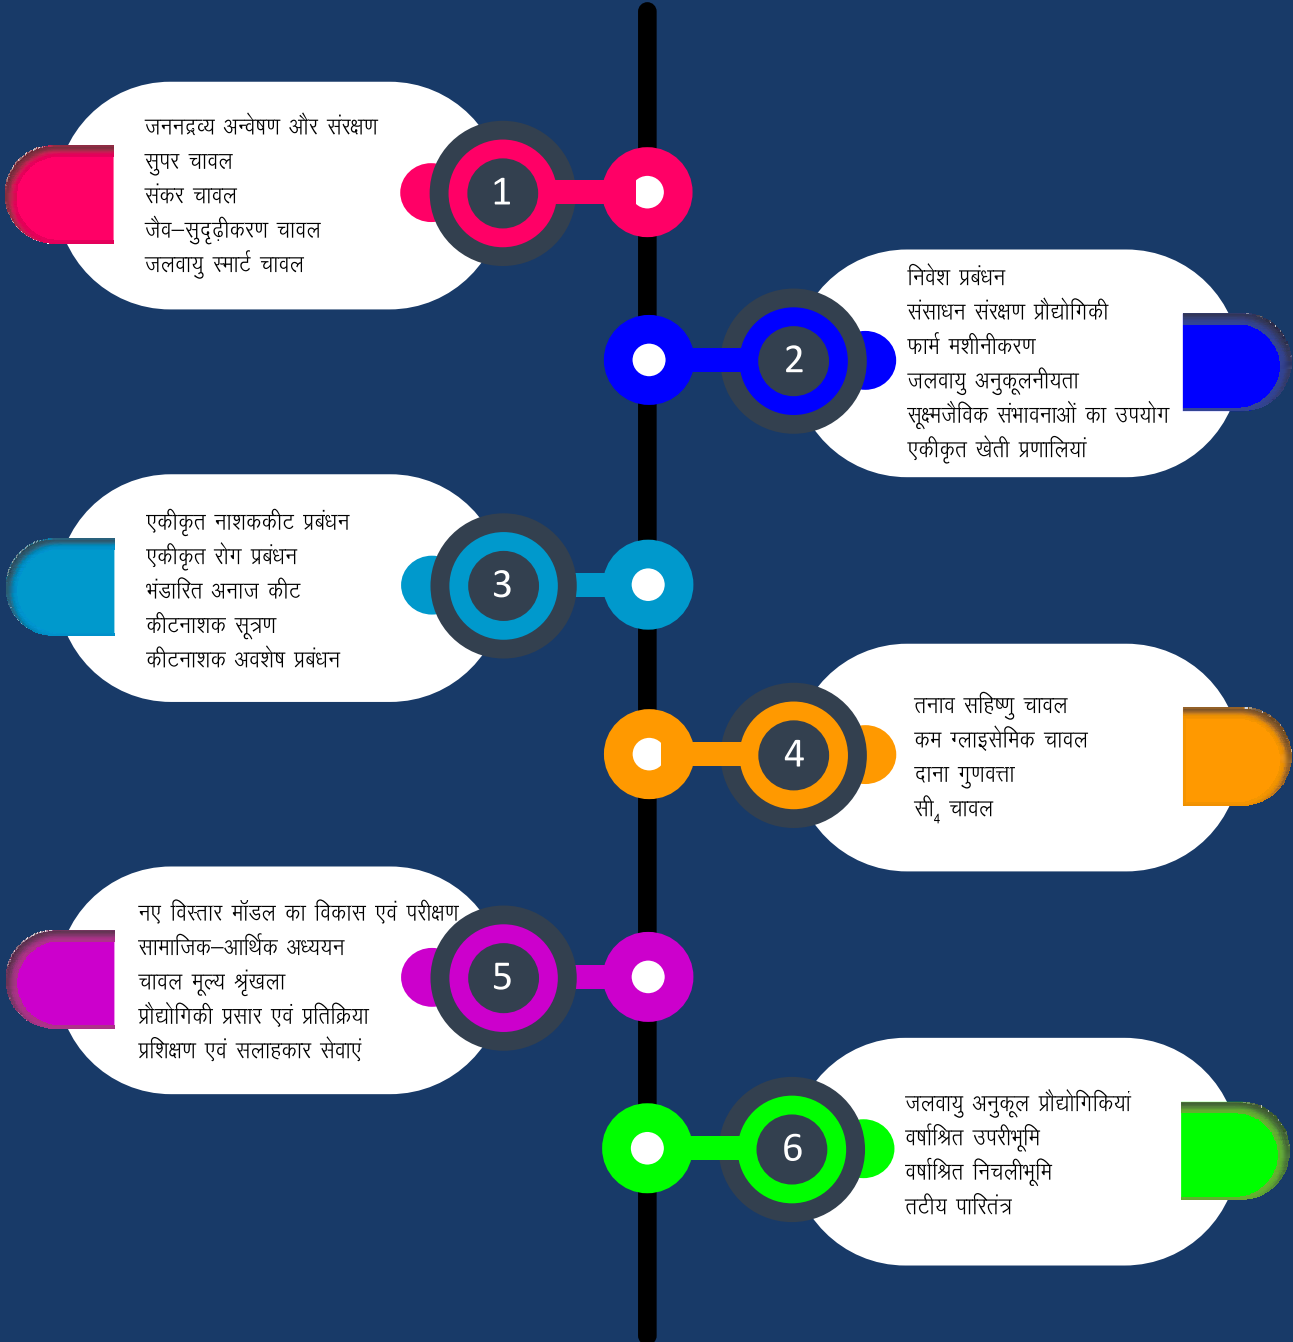 जननद्रव्य अन्वेषण और संरक्षण
सुपर चावल
संकर चावल
जैव–सुदृढ़ीकरण चावल
जलवायु स्मार्ट चावल
1
निवेश प्रबंधन
संसाधन संरक्षण प्रौद्योगिकी
फार्म मशीनीकरण
जलवायु अनुकूलनीयता
सूक्ष्मजैविक संभावनाओं का उपयोग
एकीकृत खेती प्रणालियां
2
एकीकृत नाशककीट प्रबंधन
एकीकृत रोग प्रबंधन
भंडारित अनाज कीट
कीटनाशक सूत्रण
कीटनाशक अवशेष प्रबंधन
3
तनाव सहिष्णु चावल
कम ग्लाइसेमिक चावल
दाना गुणवत्ता
सी₄ चावल
4
नए विस्तार मॉडल का विकास एवं परीक्षण
सामाजिक–आर्थिक अध्ययन
चावल मूल्य श्रृंखला
प्रौद्योगिकी प्रसार एवं प्रतिक्रिया
प्रशिक्षण एवं सलाहकार सेवाएं
5
जलवायु अनुकूल प्रौद्योगिकियां
वर्षाश्रित उपरीभूमि
वर्षाश्रित निचलीभूमि
तटीय पारितंत्र
6